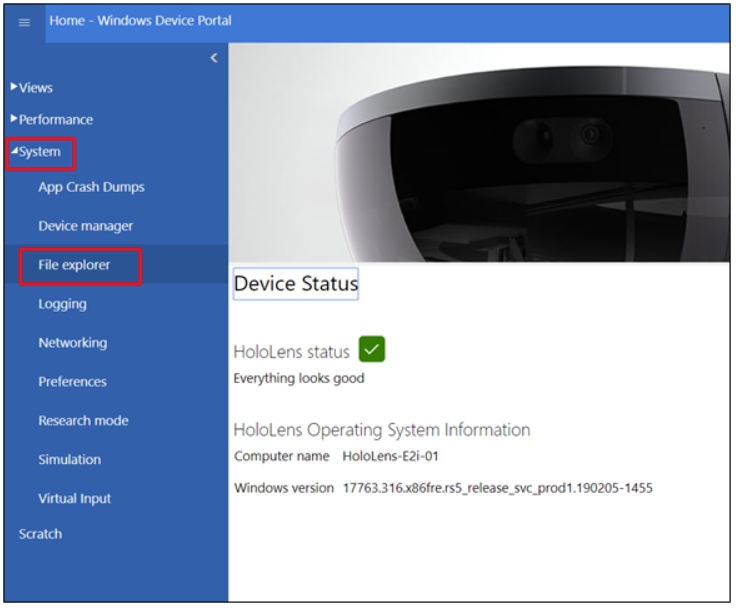 Home - Windows Device Portal
Views
Performance
System
App Crash Dumps
Device manager
File explorer
Logging
Networking
Preferences
Research mode
Simulation
Virtual Input
Scratch
Device Status
HoloLens status
Everything looks good
HoloLens Operating System Information
Computer name HoloLens-E2i-01
Windows version 17763.316.x86fre.rs5_release_svc_prod1.190205-1455